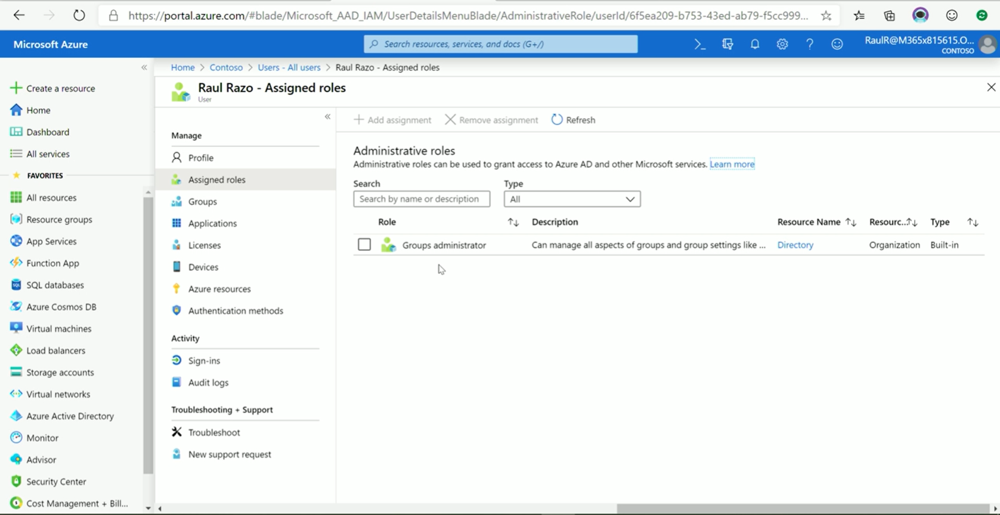 https://portal.azure.com/#blade/Microsoft_AAD_IAM/UserDetailsMenuBlade/AdministrativeRole/userId/6f5ea209-b753-43ed-ab79-f5cc999...
Microsoft Azure
Search resources, services, and docs (G+/)
RaulR@M365x815615.O...
CONTOSO
Home > Contoso > Users - All users > Raul Razo - Assigned roles
Raul Razo - Assigned roles
User
Create a resource
Home
Dashboard
All services
FAVORITES
All resources
Resource groups
App Services
Function App
SQL databases
Azure Cosmos DB
Virtual machines
Load balancers
Storage accounts
Virtual networks
Azure Active Directory
Monitor
Advisor
Security Center
Cost Management + Bill...
Manage
Profile
Assigned roles
Groups
Applications
Licenses
Devices
Azure resources
Authentication methods
Activity
Sign-ins
Audit logs
Troubleshooting + Support
Troubleshoot
New support request
Add assignment Remove assignment Refresh
Administrative roles
Administrative roles can be used to grant access to Azure AD and other Microsoft services. Learn more
Search Type
Search by name or description All
Role Description Resource Name Resourc... Type
Groups administrator Can manage all aspects of groups and group settings like ... Directory Organization Built-in